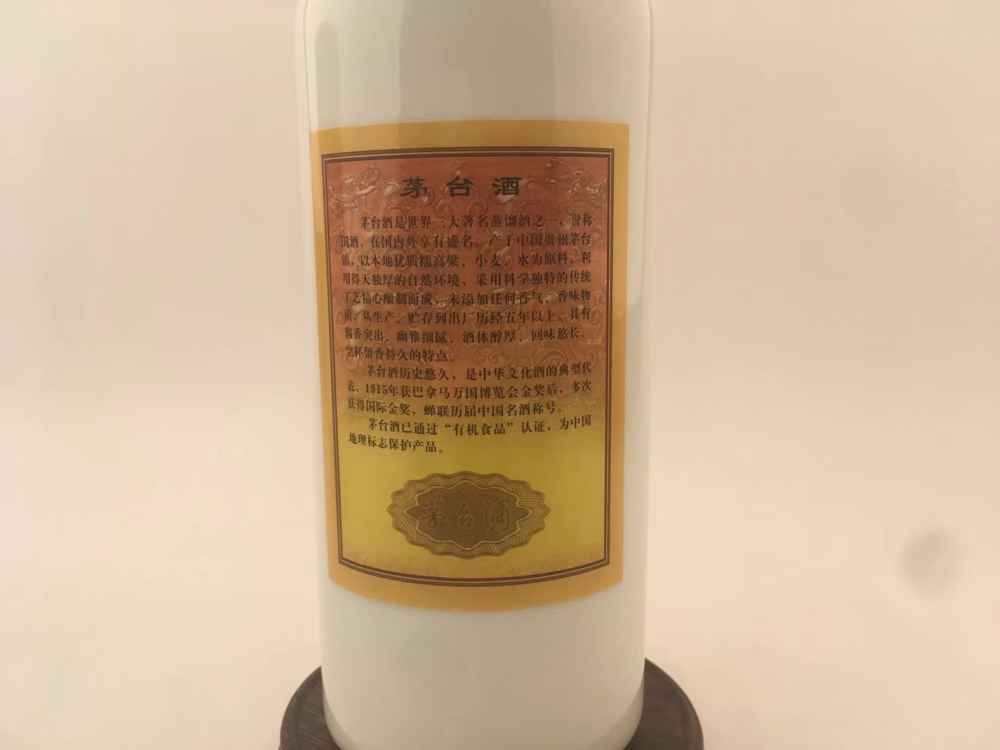 茅台酒
茅台酒是世界三大著名蒸馏酒之一，誉称
国酒，在国内外享有盛名。产于中国贵州茅台
镇，以本地优质糯高粱、小麦、水为原料，利
用得天独厚的自然环境，采用科学独特的传统
工艺精心酿制而成，未添加任何香气、香味物
质。从生产、贮存到出厂历经五年以上。具有
酱香突出、幽雅细腻、酒体醇厚、回味悠长、
空杯留香持久的特点。
茅台酒历史悠久，是中华文化酒的典型代
表，1915年获巴拿马万国博览会金奖后，多次
获得国际金奖，蝉联历届中国名酒称号。
茅台酒已通过“有机食品”认证，为中国
地理标志保护产品。
茅台酒